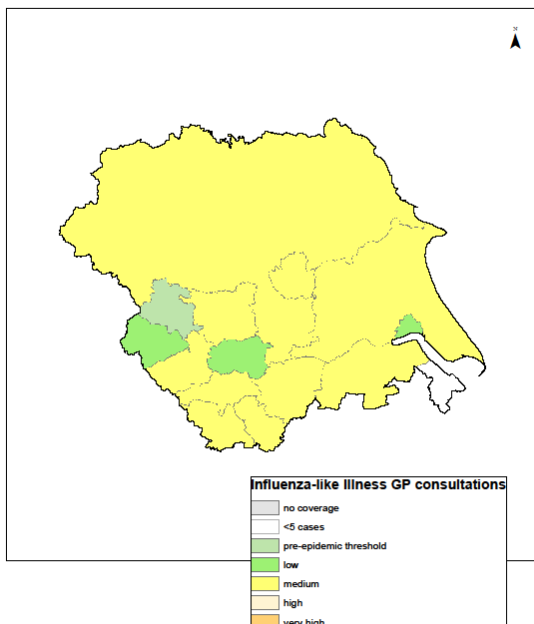 N
Influenza-like Illness GP consultations
no coverage
<5 cases
pre-epidemic threshold
low
medium
high
very high